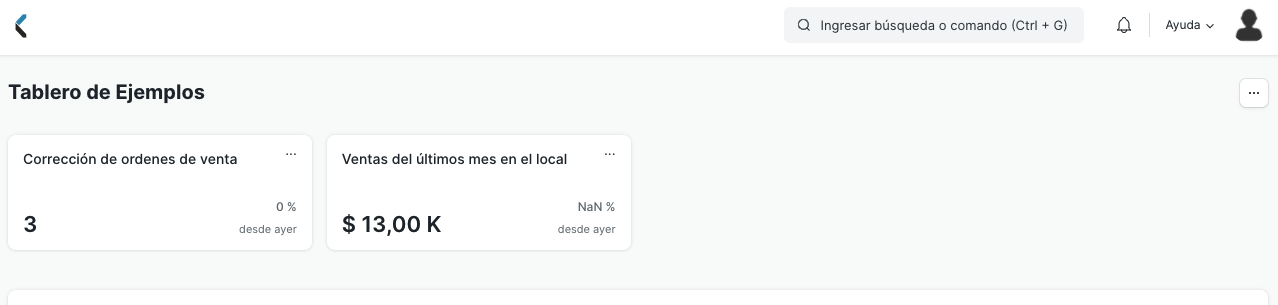 Ingresar búsqueda o comando (Ctrl + G)
Ayuda
Tablero de Ejemplos
...
Corrección de ordenes de venta
...
3
0 %
desde ayer
Ventas del últimos mes en el local
...
$ 13,00 K
NaN %
desde ayer